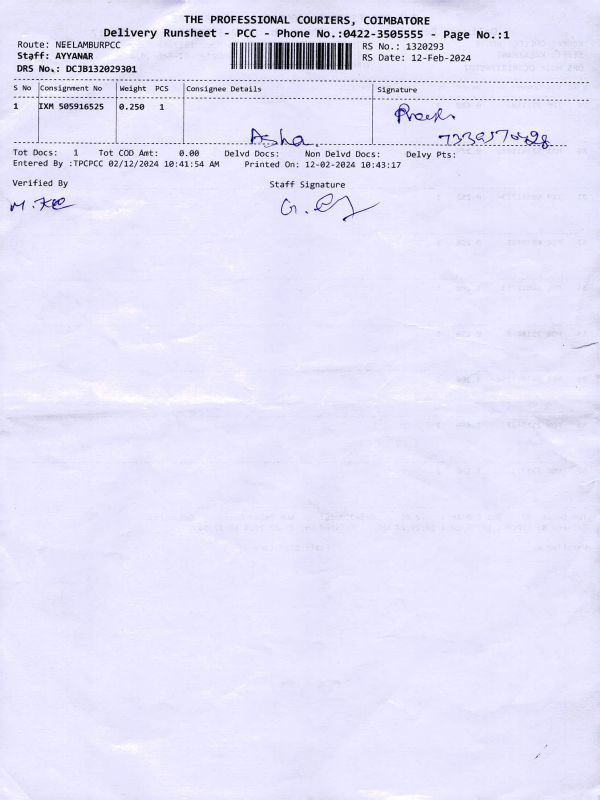 THE PROFESSIONAL COURIERS, COIMBATORE
Delivery Runsheet - PCC - Phone No.:0422-3505555 - Page No.:1
Route: NEELAMBURPCC RS No.: 1320293
Staff: AYYANAR RS Date: 12-Feb-2024
DRS No.: DCJB132029301
S No Consignment No Weight PCS Consignee Details Signature
1 IXM 505916525 0.250 1
Asha
Tot Docs: 1 Tot COD Amt: 0.00 Delvd Docs: Non Delvd Docs: Delvy Pts:
Entered By :TPCPCC 02/12/2024 10:41:54 AM Printed On: 12-02-2024 10:43:17
Verified By Staff Signature